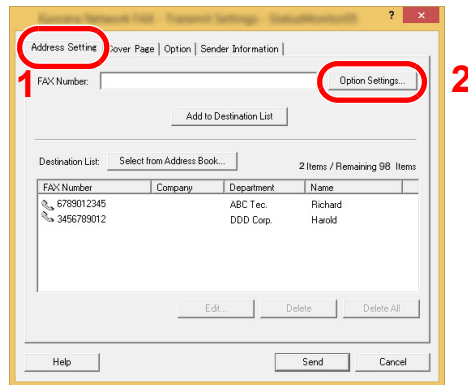 ? ×
Address Setting Cover Page Option Sender Information
1 FAX Number: Option Settings... 2
Add to Destination List
Destination List: Select from Address Book... 2 Items / Remaining 98 Items
FAX Number Company Department Name
6789012345 ABC Tec. Richard
3456789012 DDD Corp. Harold
Edit... Delete Delete All
Help Send Cancel